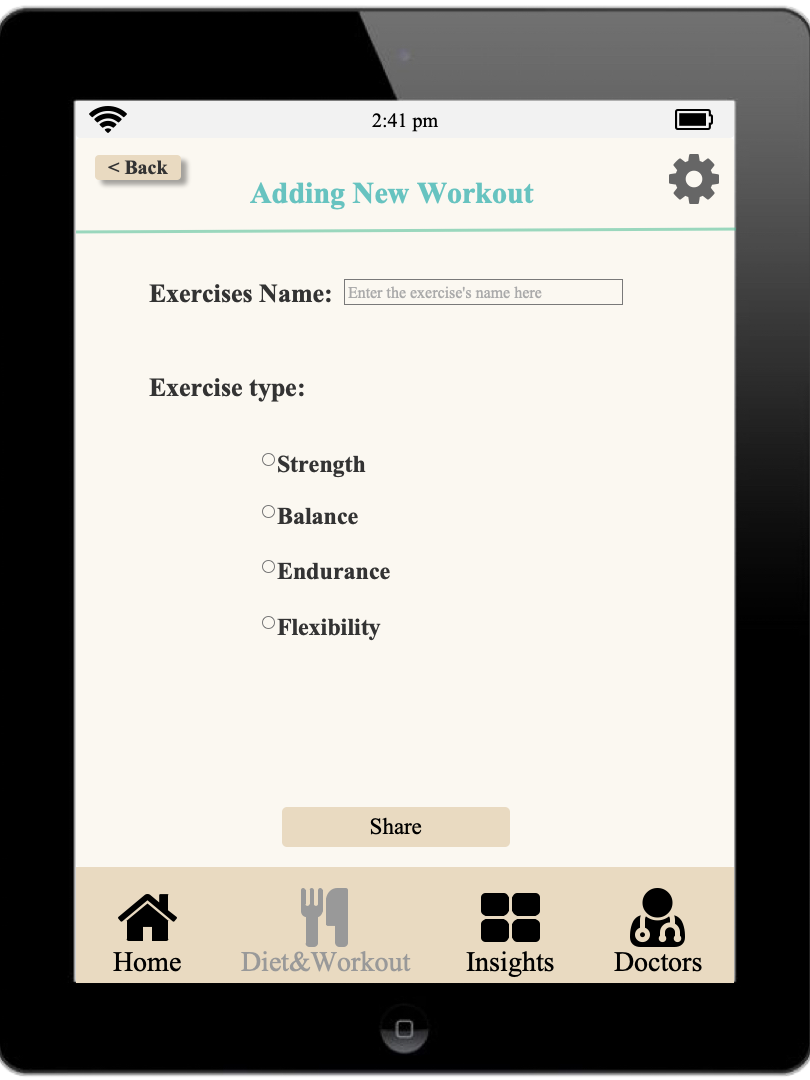 2:41 pm
< Back
Adding New Workout
Exercises Name: Enter the exercise's name here
Exercise type:
Strength
Balance
Endurance
Flexibility
Share
Home Diet&Workout Insights Doctors